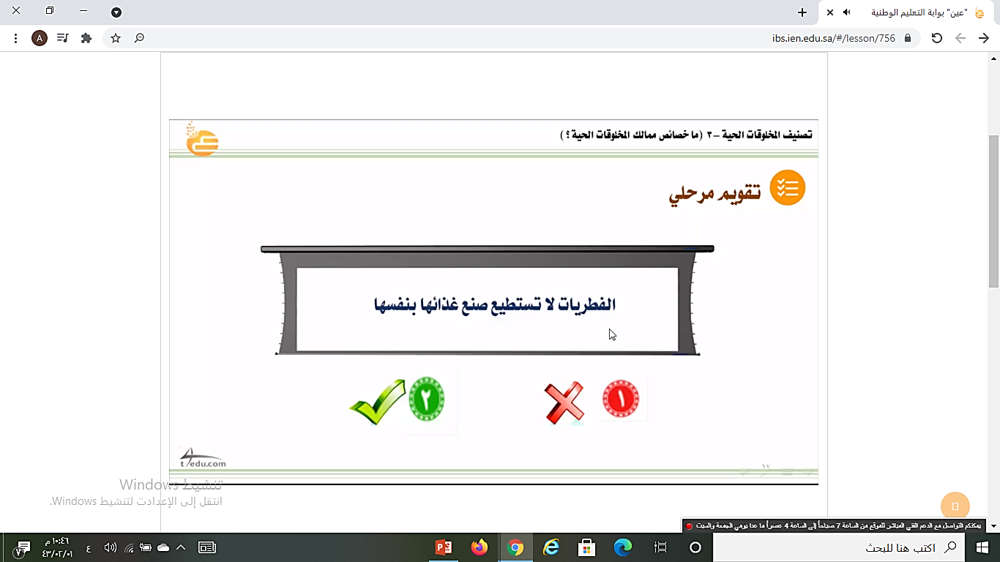 "عين" بوابة التعليم الوطنية
ibs.ien.edu.sa/#/lesson/756
A
تصنيف المخلوقات الحية – ٢ (ما خصائص ممالك المخلوقات الحية ؟)
تقويم مرحلي
الفطريات لا تستطيع صنع غذائها بنفسها
١
٢
t4edu.com
١٧
تنشيط Windows
انتقل إلى الإعدادت لتنشيط Windows.
يمكنكم التواصل مع الدعم الفني المباشر للموقع من الساعة 7 صباحاً إلى الساعة 4 عصراً ما عدا يومي الجمعة والسبت
اكتب هنا للبحث
ع
١٠:٤٦ م
٤٣/٠٢/٠١